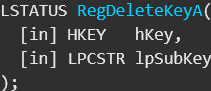 LSTATUS RegDeleteKeyA(
[in] HKEY hKey,
[in] LPCSTR lpSubKey
);